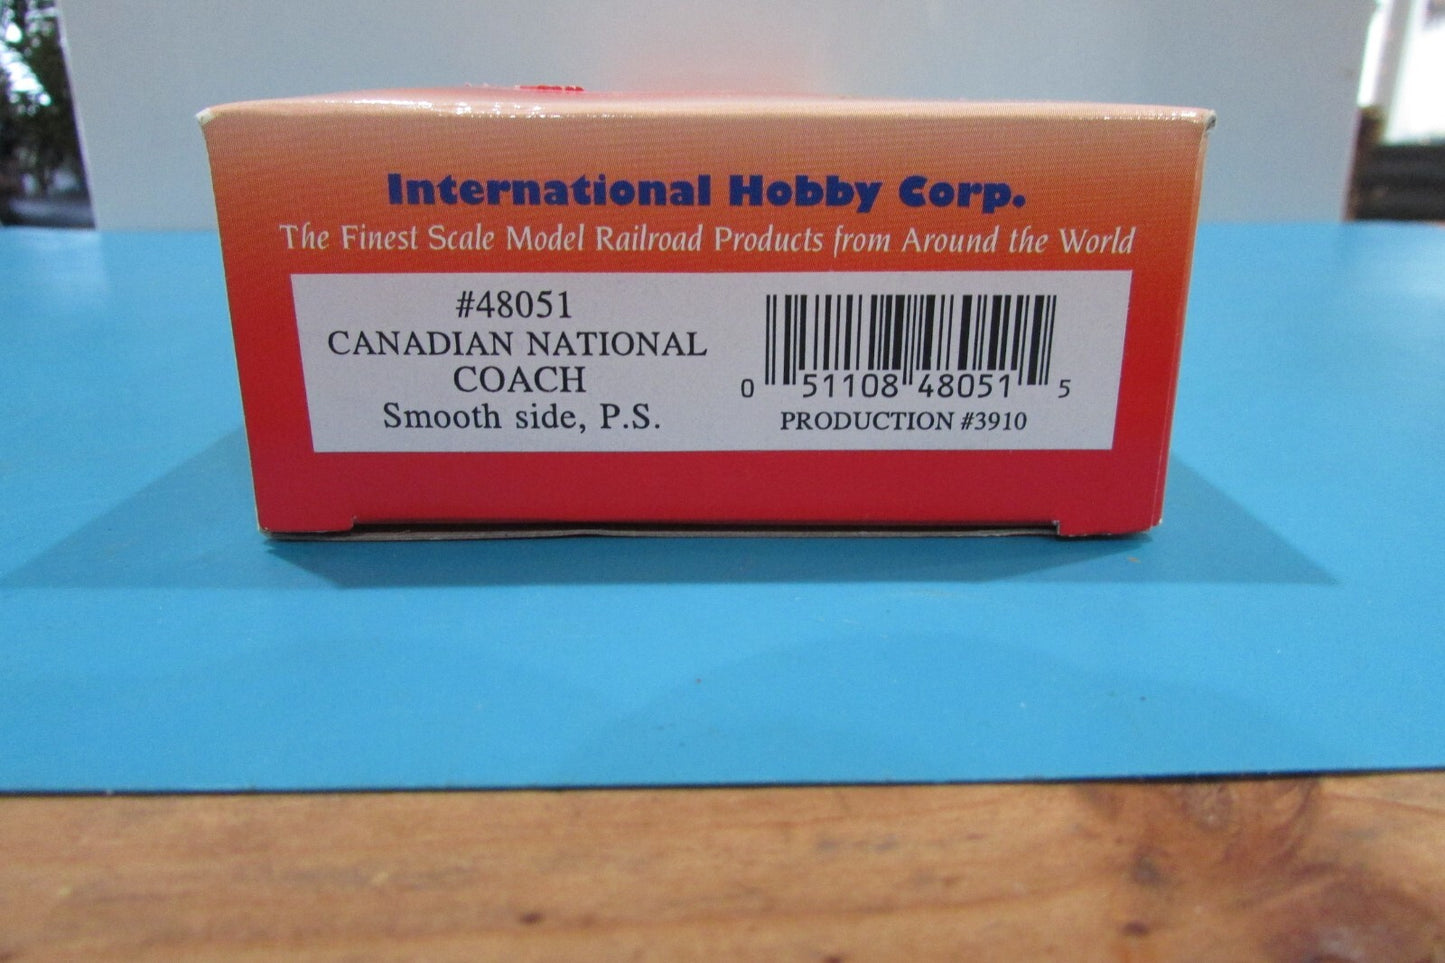 International Hobby Corp.
The Finest Scale Model Railroad Products from Around the World
#48051
CANADIAN NATIONAL
COACH
Smooth side, P.S.
0 51108 48051 5
PRODUCTION #3910